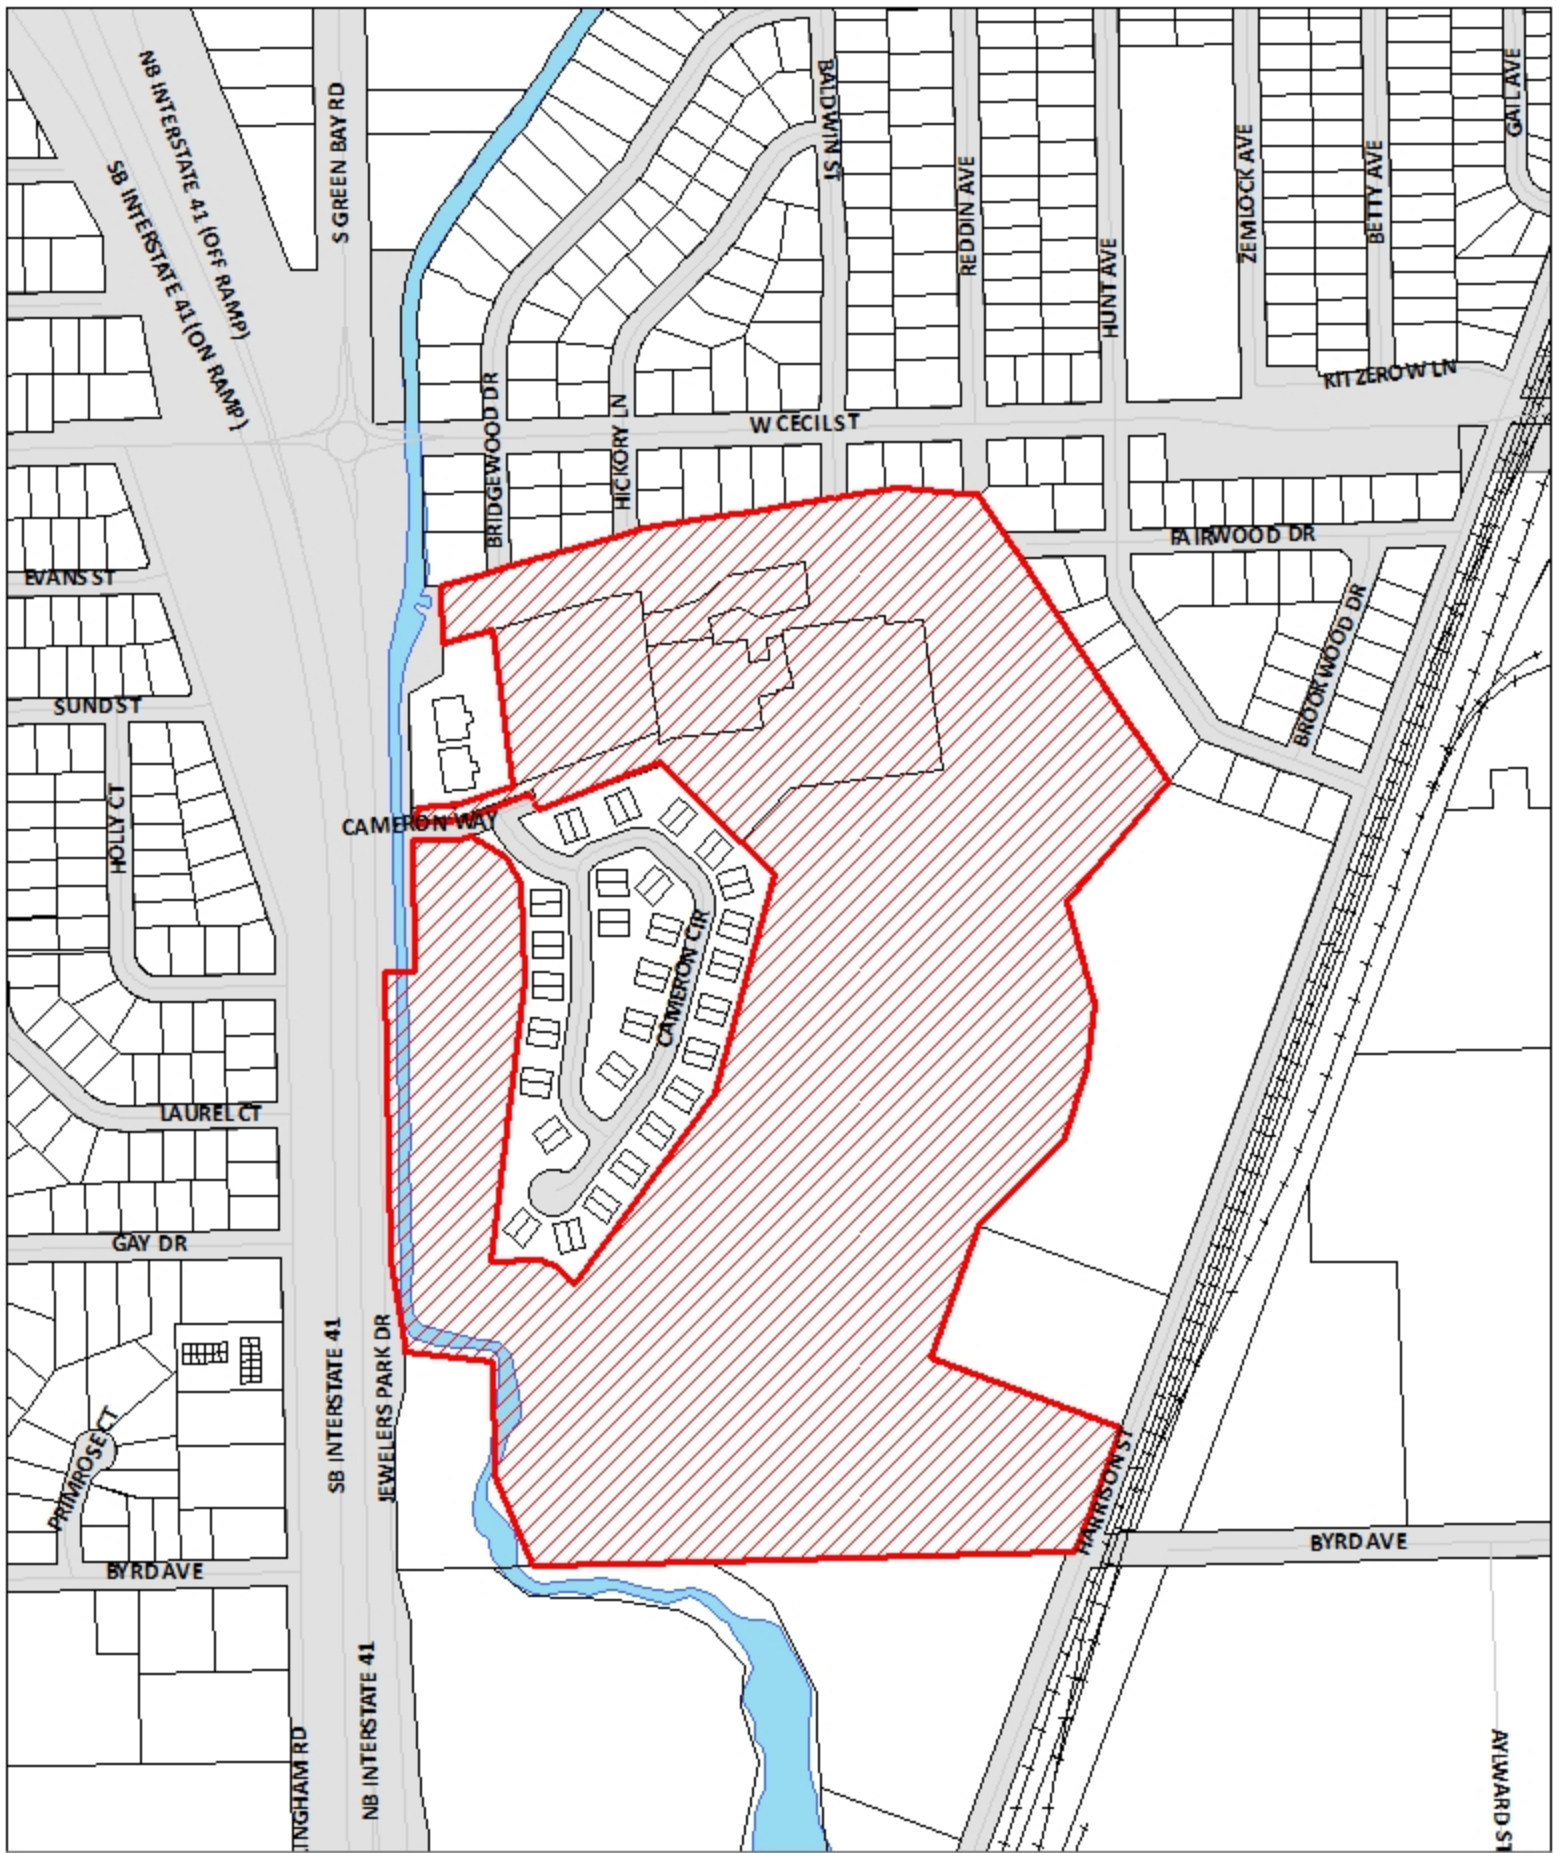 NB INTERSTATE 41 (OFF RAMP)
SB INTERSTATE 41 (ON RAMP)
S GREEN BAY RD
BALDWIN ST
REDDIN AVE
HUNT AVE
ZEMLOCK AVE
BETTY AVE
GAIL AVE
KITZEROW LN
W CECIL ST
BRIDGEWOOD DR
HICKORY LN
FAIRWOOD DR
BROOKWOOD DR
EVANS ST
SUND ST
HOLLY CT
CAMERON WAY
CAMERON CIR
LAUREL CT
GAY DR
SB INTERSTATE 41
JEWELERS PARK DR
PRIMROSE CT
HARRISON ST
BYRD AVE
BYRD AVE
NB INTERSTATE 41
INGHAM RD
AYLWARD ST